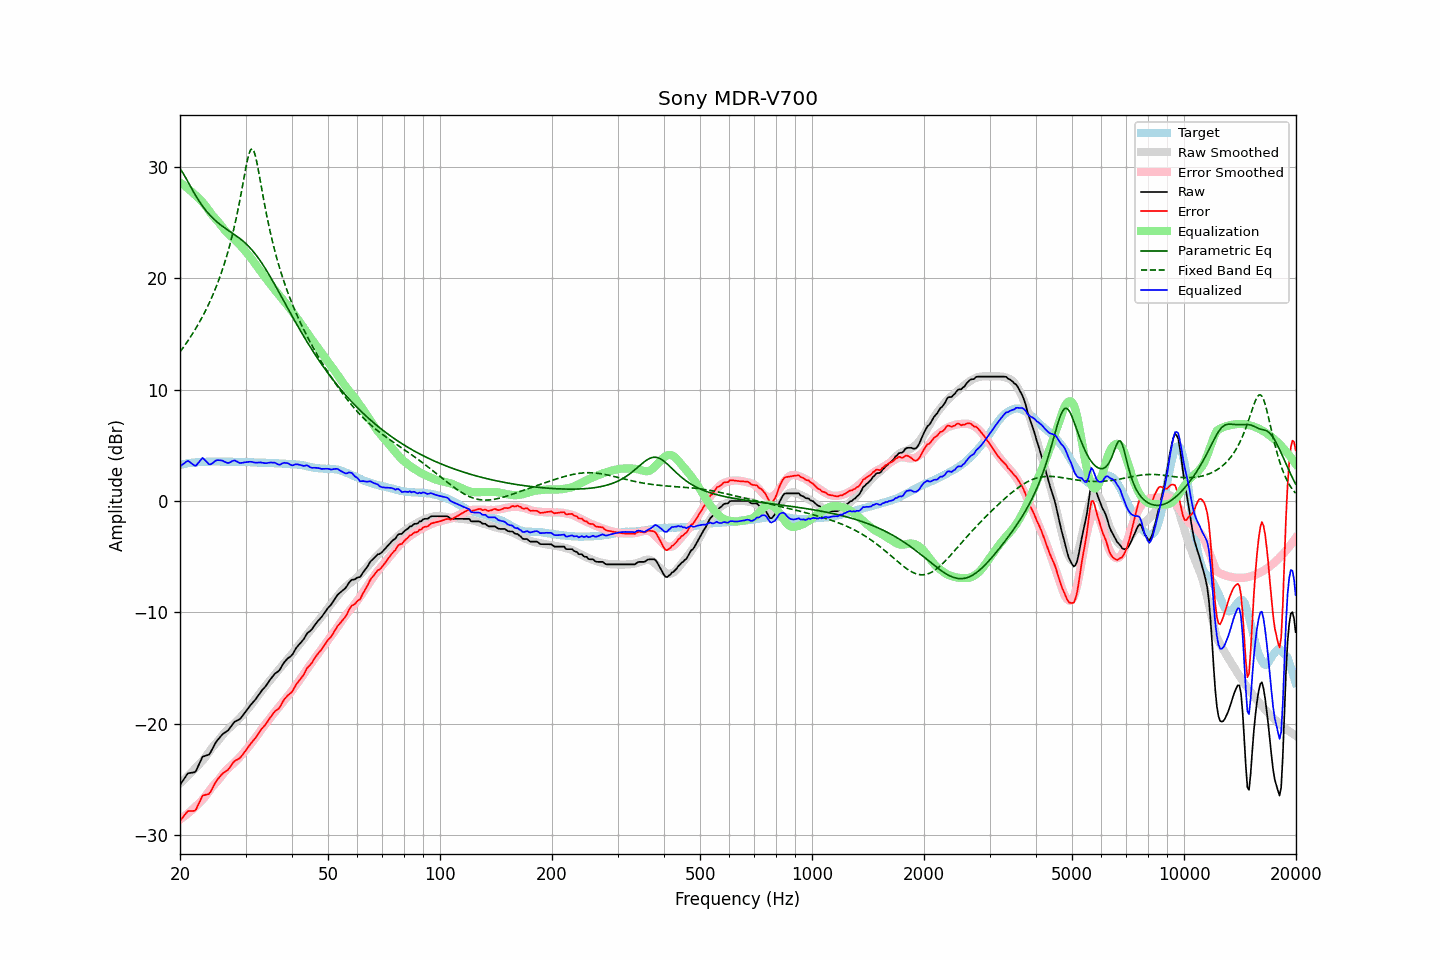 Sony MDR-V700
Amplitude (dBr)
30
20
10
0
−10
−20
−30
Target
Raw Smoothed
Error Smoothed
Raw
Error
Equalization
Parametric Eq
Fixed Band Eq
Equalized
20 50 100 200 500 1000 2000 5000 10000 20000
Frequency (Hz)